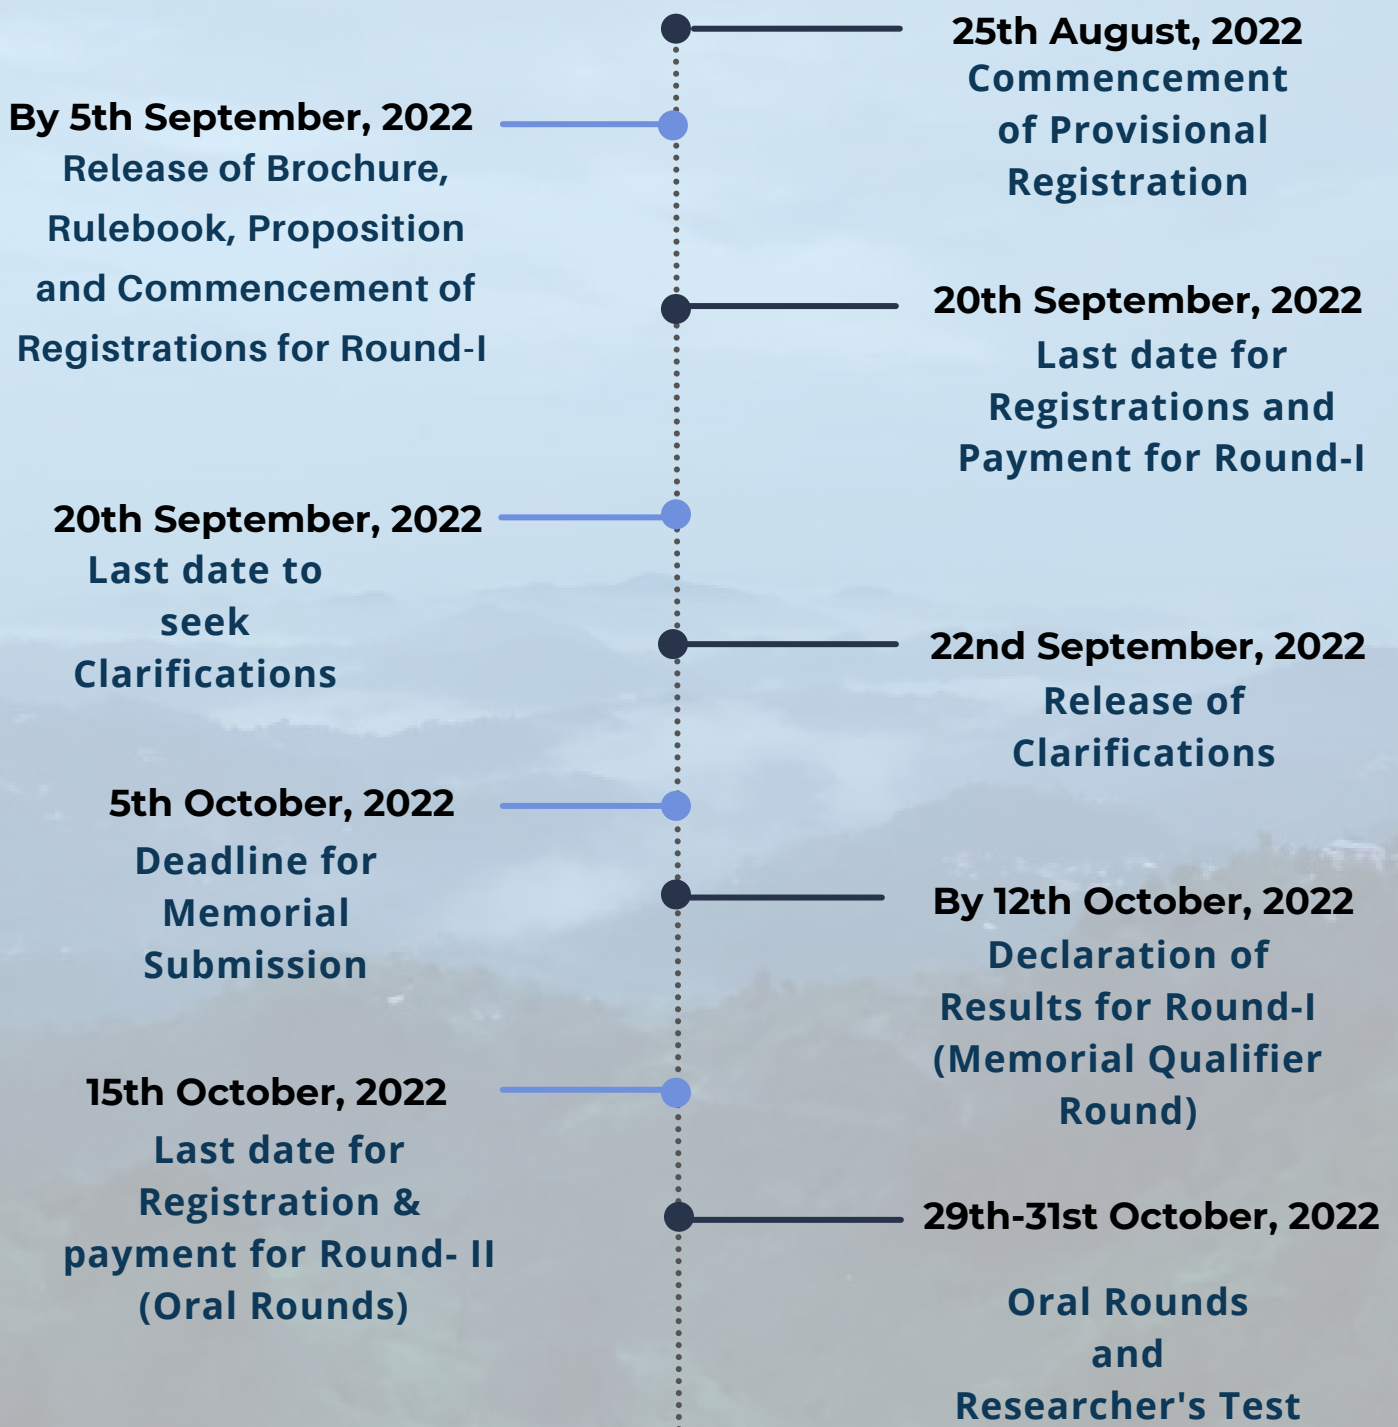 25th August, 2022
Commencement
of Provisional
Registration
By 5th September, 2022
Release of Brochure,
Rulebook, Proposition
and Commencement of
Registrations for Round-I
20th September, 2022
Last date for
Registrations and
Payment for Round-I
20th September, 2022
Last date to
seek
Clarifications
22nd September, 2022
Release of
Clarifications
5th October, 2022
Deadline for
Memorial
Submission
By 12th October, 2022
Declaration of
Results for Round-I
(Memorial Qualifier
Round)
15th October, 2022
Last date for
Registration &
payment for Round- II
(Oral Rounds)
29th-31st October, 2022
Oral Rounds
and
Researcher's Test